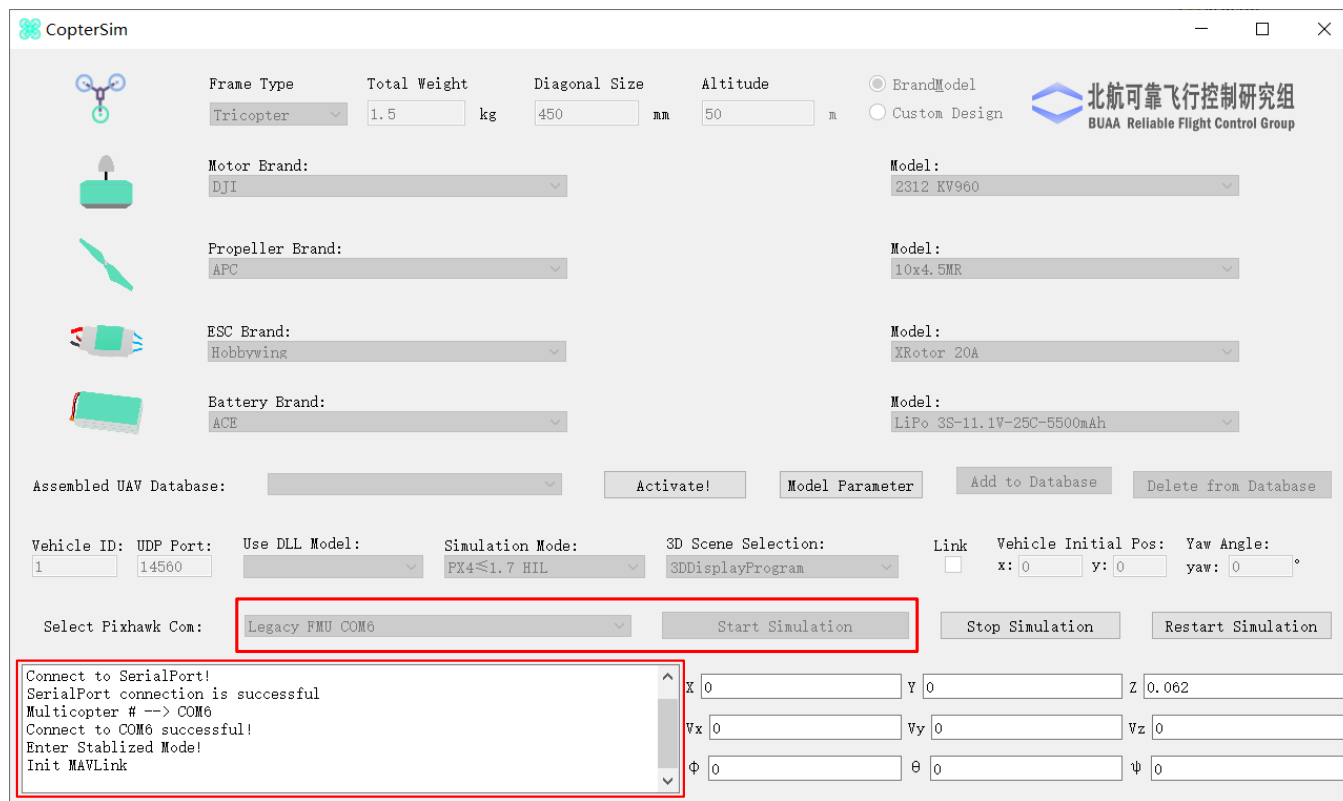 CopterSim
Frame Type Total Weight Diagonal Size Altitude
Tricopter 1.5 kg 450 mm 50 m
BrandModel
Custom Design
北航可靠飞行控制研究组
BUAA Reliable Flight Control Group
Motor Brand: Model:
DJI 2312 KV960
Propeller Brand: Model:
APC 10x4.5MR
ESC Brand: Model:
Hobbywing XRotor 20A
Battery Brand: Model:
ACE LiPo 3S-11.1V-25C-5500mAh
Assembled UAV Database: Activate! Model Parameter Add to Database Delete from Database
Vehicle ID: UDP Port: Use DLL Model: Simulation Mode: 3D Scene Selection: Link Vehicle Initial Pos: Yaw Angle:
1 14560 PX4≤1.7 HIL 3DDisplayProgram x: 0 y: 0 yaw: 0 °
Select Pixhawk Com: Legacy FMU COM6 Start Simulation Stop Simulation Restart Simulation
Connect to SerialPort!
SerialPort connection is successful
Multicopter # --> COM6
Connect to COM6 successful!
Enter Stablized Mode!
Init MAVLink
X 0 Y 0 Z 0.062
Vx 0 Vy 0 Vz 0
Φ 0 θ 0 ψ 0